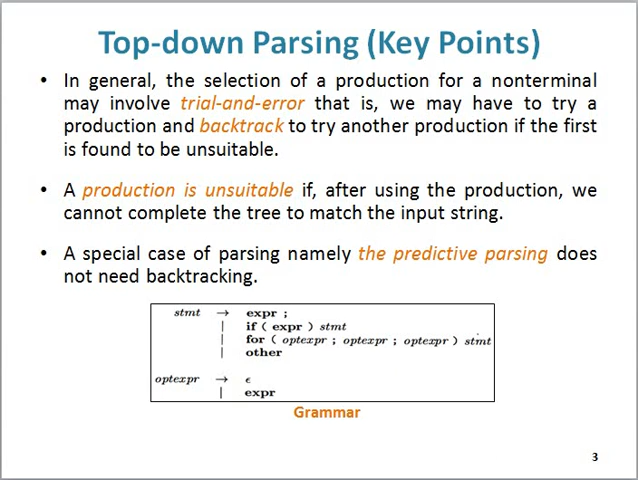 Top-down Parsing (Key Points)
• In general, the selection of a production for a nonterminal
may involve trial-and-error that is, we may have to try a
production and backtrack to try another production if the first
is found to be unsuitable.
• A production is unsuitable if, after using the production, we
cannot complete the tree to match the input string.
• A special case of parsing namely the predictive parsing does
not need backtracking.
stmt → expr ;
| if ( expr ) stmt
| for ( optexpr ; optexpr ; optexpr ) stmt
| other
optexpr → ϵ
| expr
Grammar
3